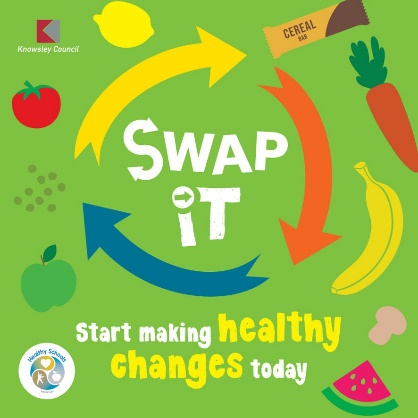 Knowsley Council
CEREAL
BAR
SWAP
iT
Start making healthy
changes today
Healthy Schools